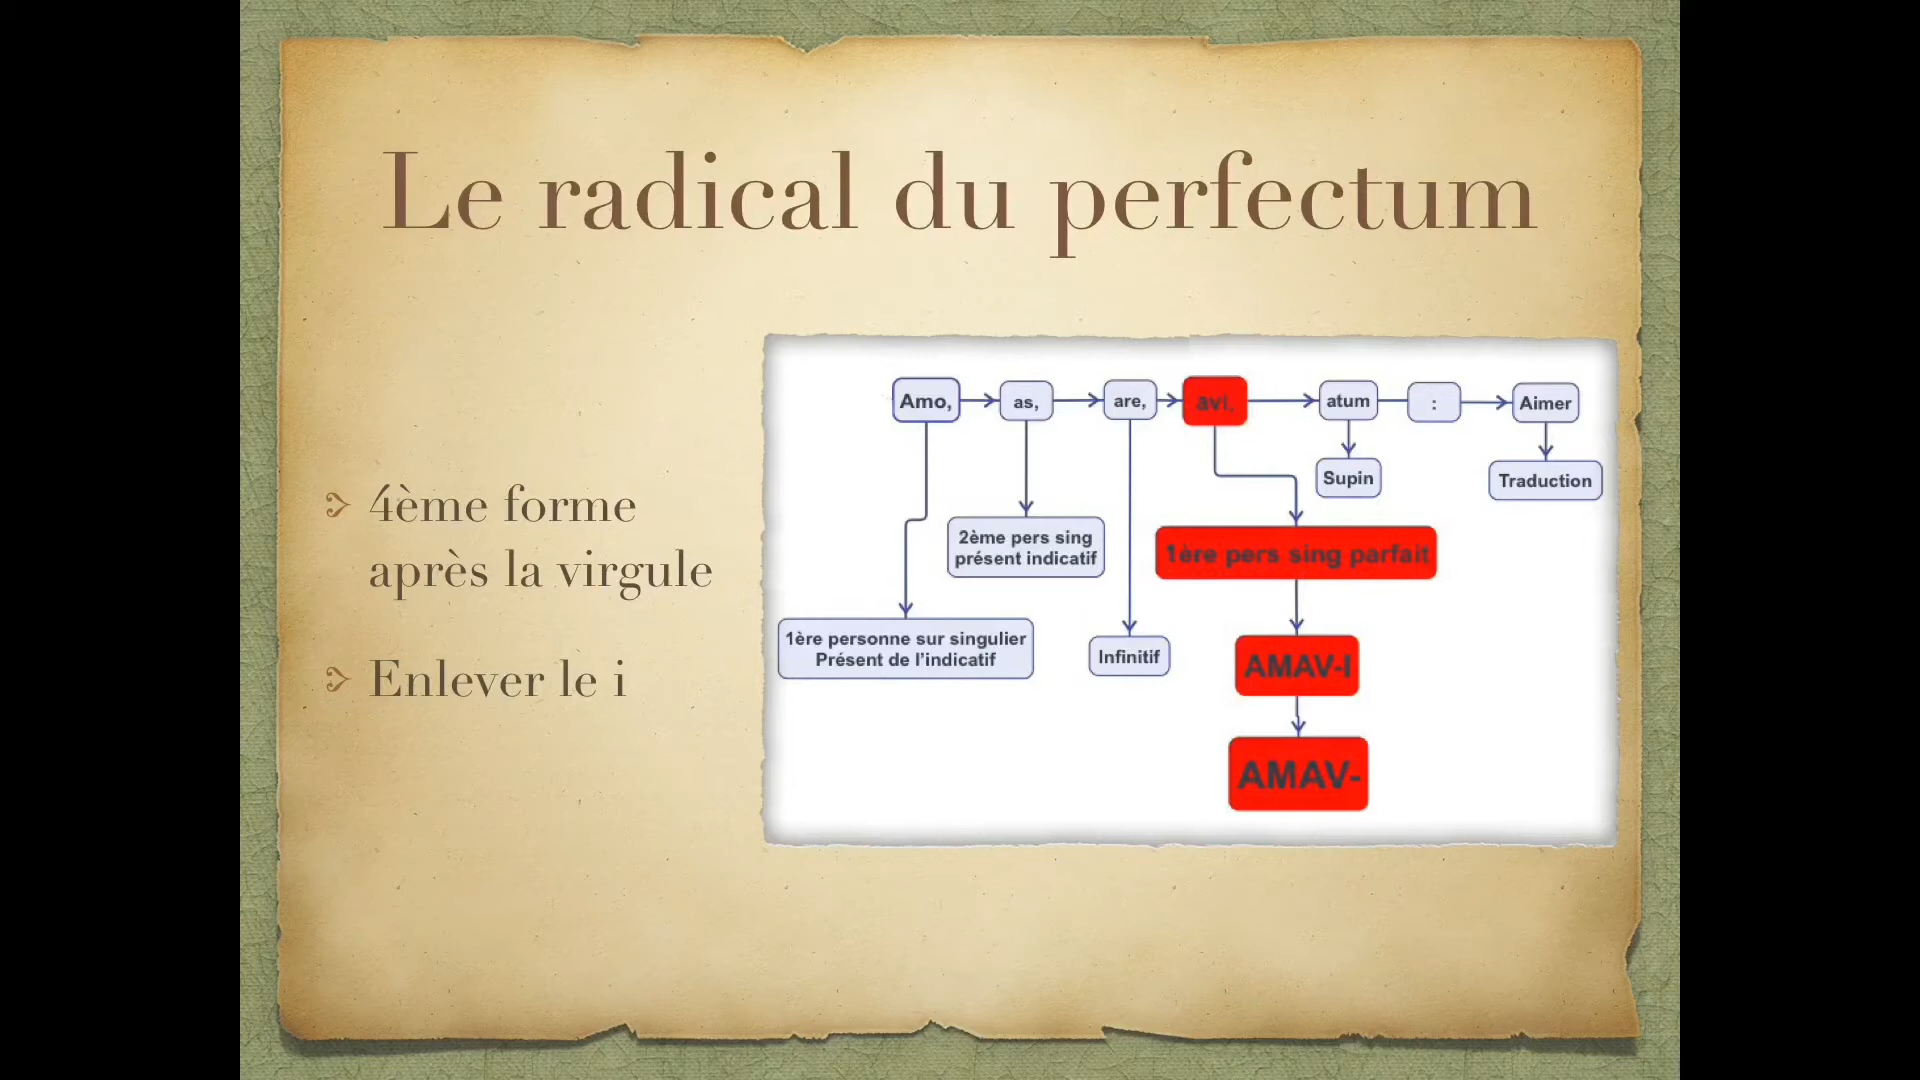 Le radical du perfectum
4ème forme
après la virgule
Enlever le i
Amo,
as,
are,
avi,
atum
:
Aimer
Supin
Traduction
2ème pers sing
présent indicatif
1ère pers sing parfait
1ère personne sur singulier
Présent de l'indicatif
Infinitif
AMAV-I
AMAV-